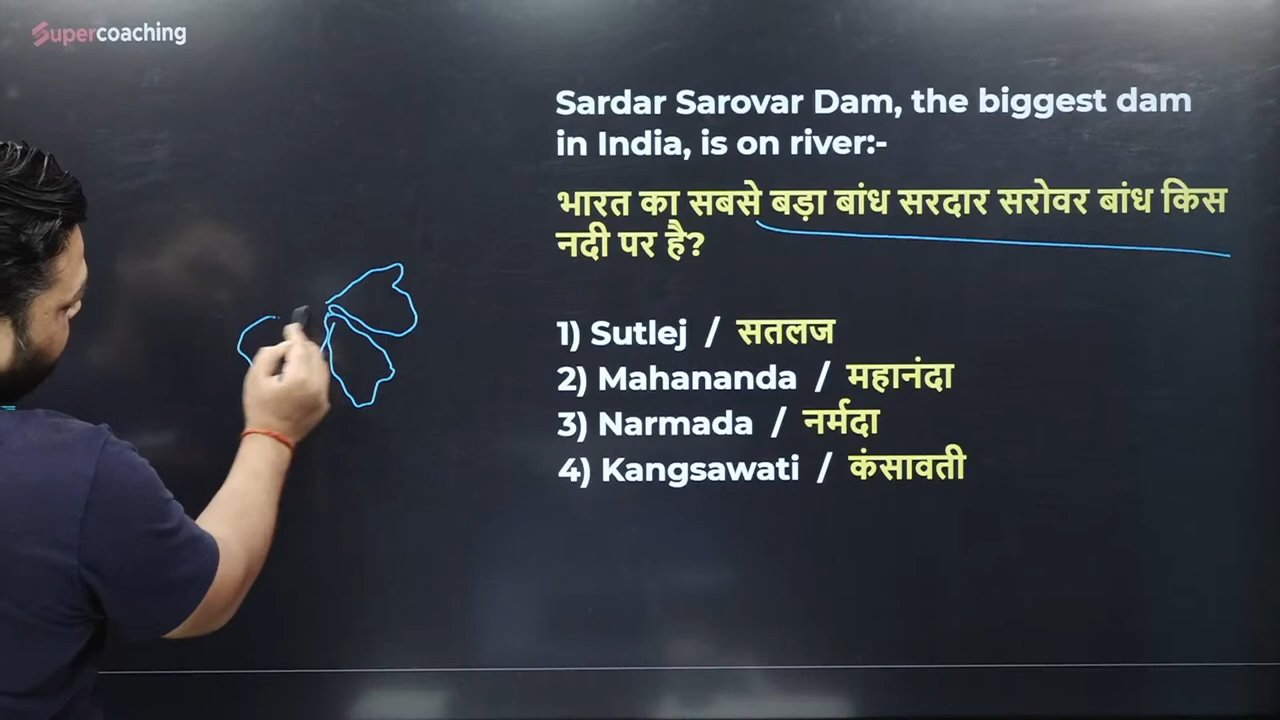 Supercoaching
Sardar Sarovar Dam, the biggest dam
in India, is on river:-
भारत का सबसे बड़ा बांध सरदार सरोवर बांध किस
नदी पर है?
1) Sutlej / सतलज
2) Mahananda / महानंदा
3) Narmada / नर्मदा
4) Kangsawati / कंसावती